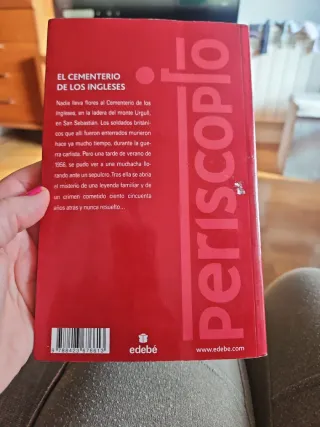 EL CEMENTERIO
DE LOS INGLESES
Nadie lleva flores al Cementerio de los
Ingleses, en la ladera del monte Urgull,
en San Sebastián. Los soldados británi-
cos que allí fueron enterrados murieron
hace ya mucho tiempo, durante la
guerra carlista. Pero una tarde de verano de
1956, se pudo ver a una muchacha llo-
rando ante un sepulcro. Tras ella se abría
el misterio de una leyenda familiar y de
un crimen cometido ciento cincuenta
años atrás y nunca resuelto...
periscopio
edebé
www.edebe.com